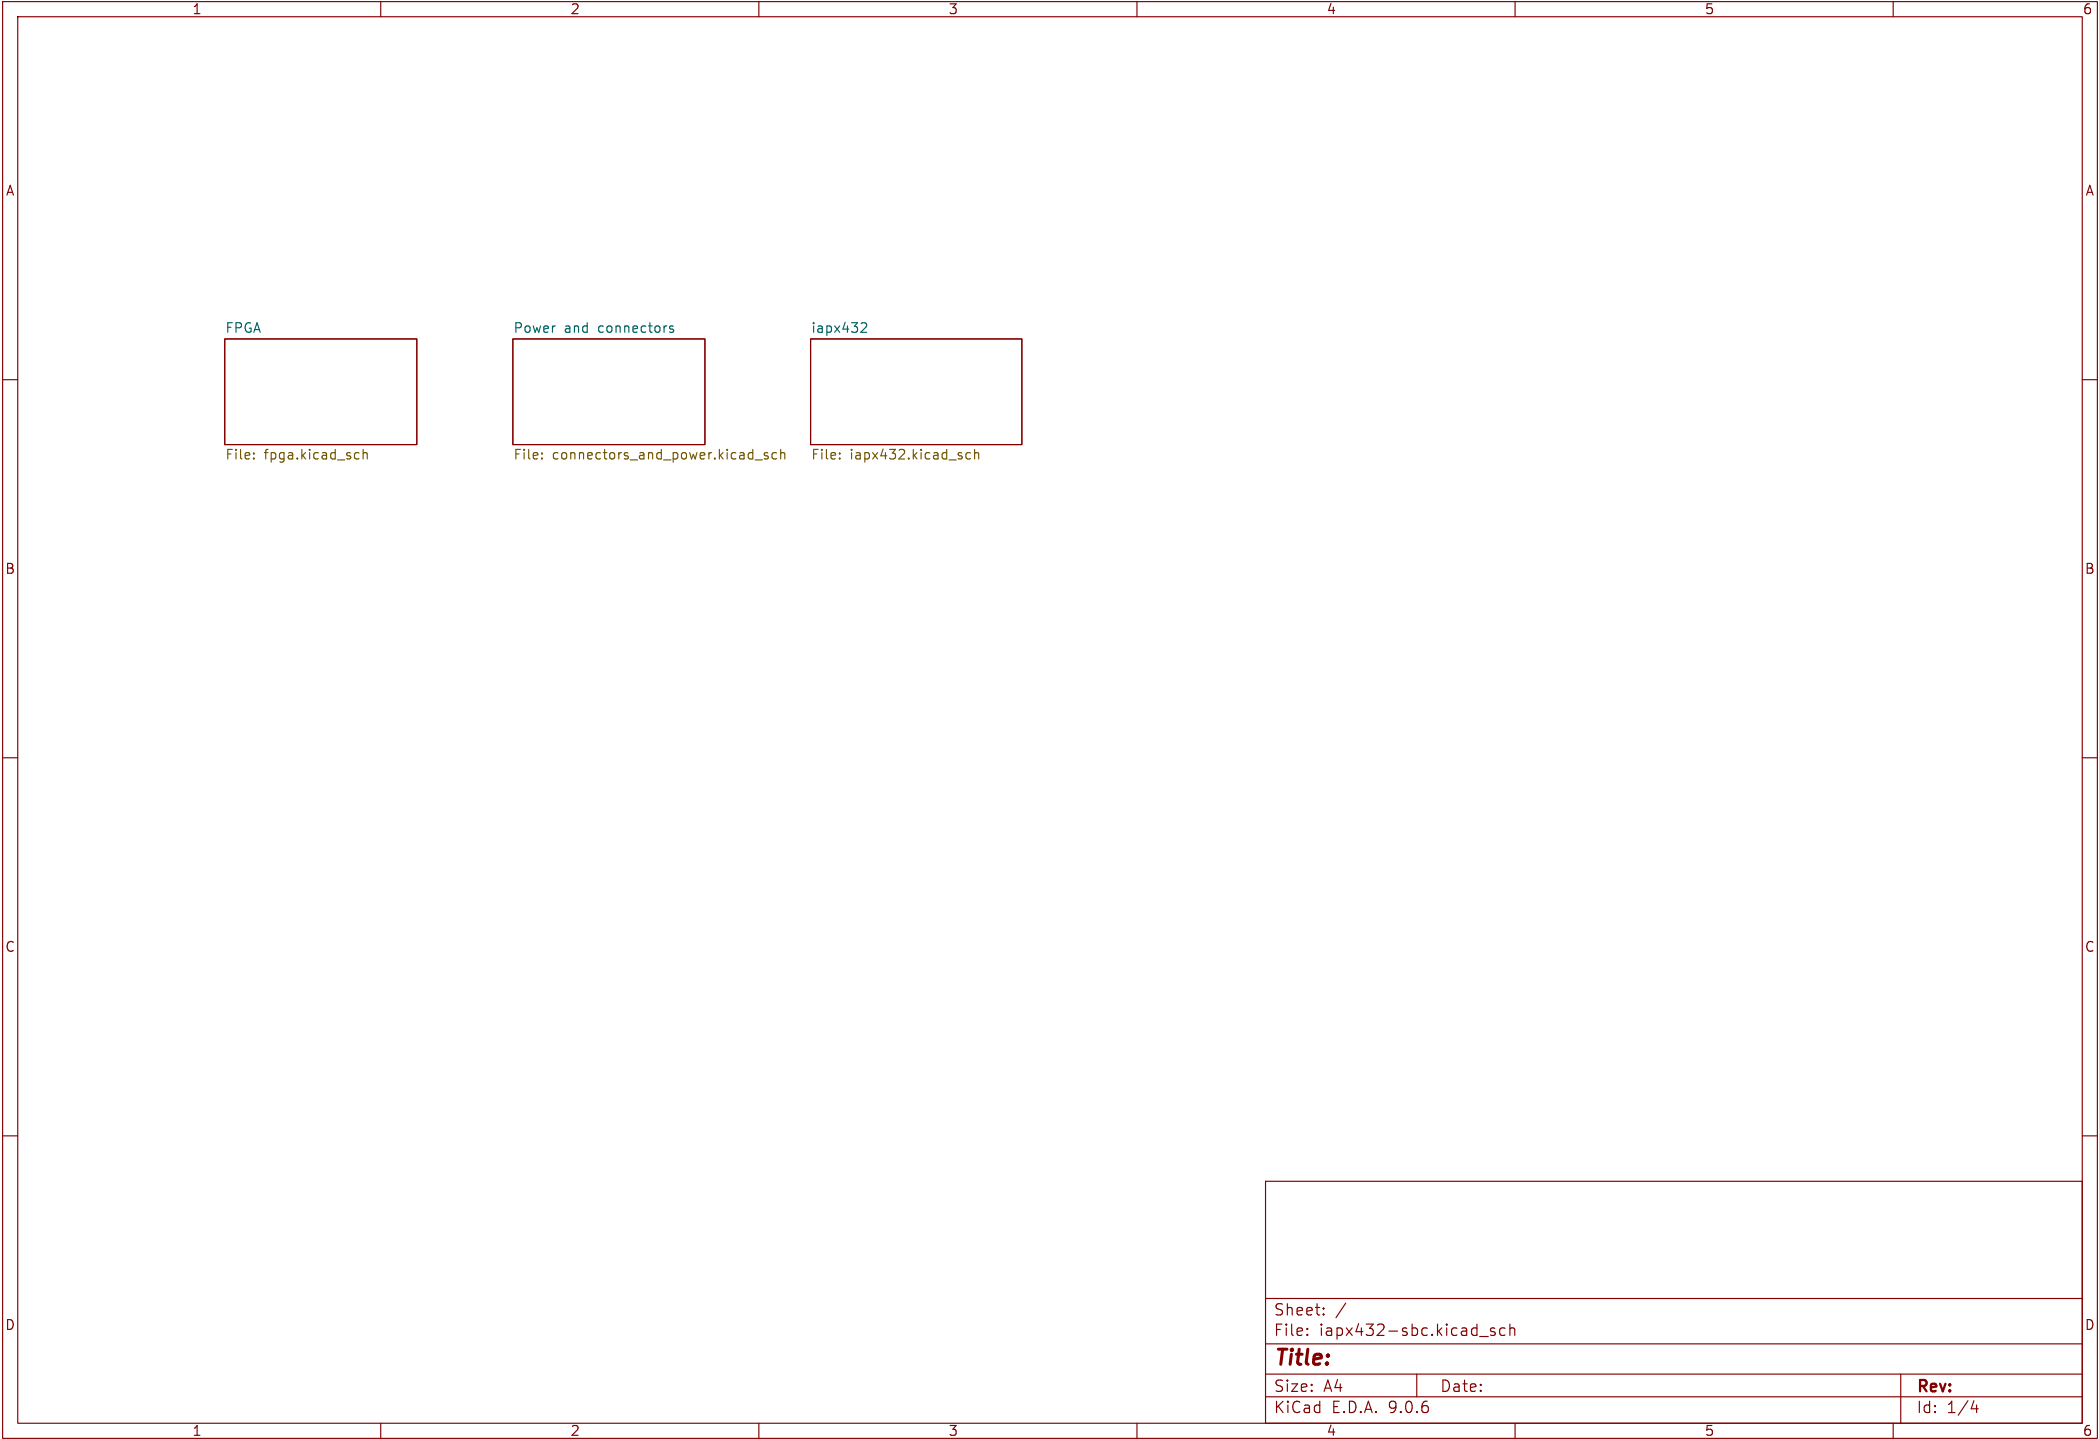 1 2 3 4 5 6
A A
FPGA Power and connectors iapx432
File: fpga.kicad_sch File: connectors_and_power.kicad_sch File: iapx432.kicad_sch
B B
C C
Sheet: /
File: iapx432-sbc.kicad_sch
D D
Title:
Size: A4 Date: Rev:
KiCad E.D.A. 9.0.6 Id: 1/4
1 2 3 4 5 6